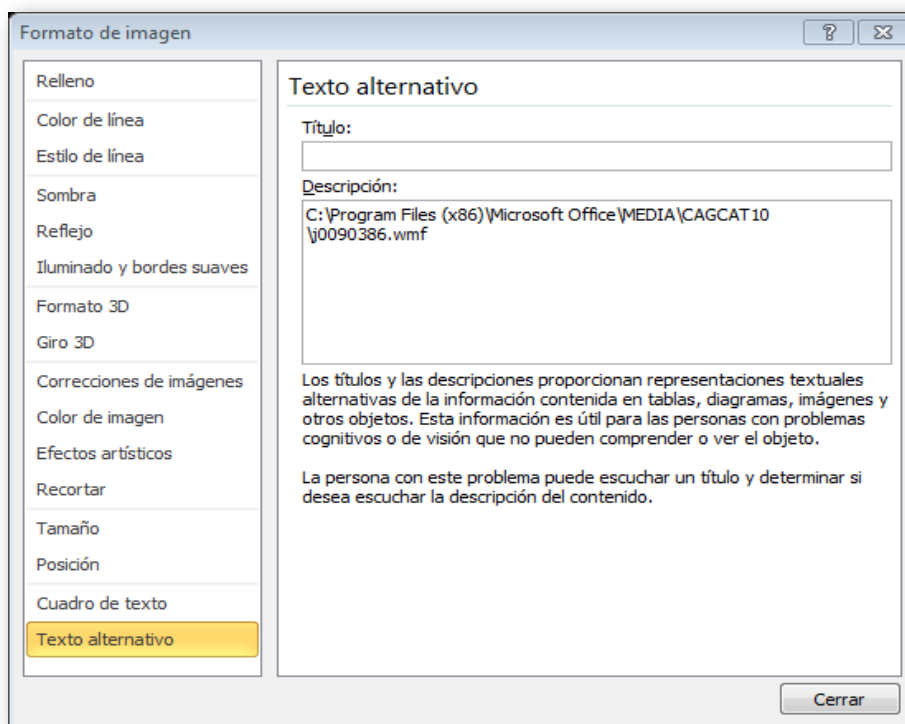 Formato de imagen
Relleno
Color de línea
Estilo de línea
Sombra
Reflejo
Iluminado y bordes suaves
Formato 3D
Giro 3D
Correcciones de imágenes
Color de imagen
Efectos artísticos
Recortar
Tamaño
Posición
Cuadro de texto
Texto alternativo
Texto alternativo
Título:
Descripción:
C:\Program Files (x86)\Microsoft Office\MEDIA\CAGCAT10
\j0090386.wmf
Los títulos y las descripciones proporcionan representaciones textuales
alternativas de la información contenida en tablas, diagramas, imágenes y
otros objetos. Esta información es útil para las personas con problemas
cognitivos o de visión que no pueden comprender o ver el objeto.
La persona con este problema puede escuchar un título y determinar si
desea escuchar la descripción del contenido.
Cerrar